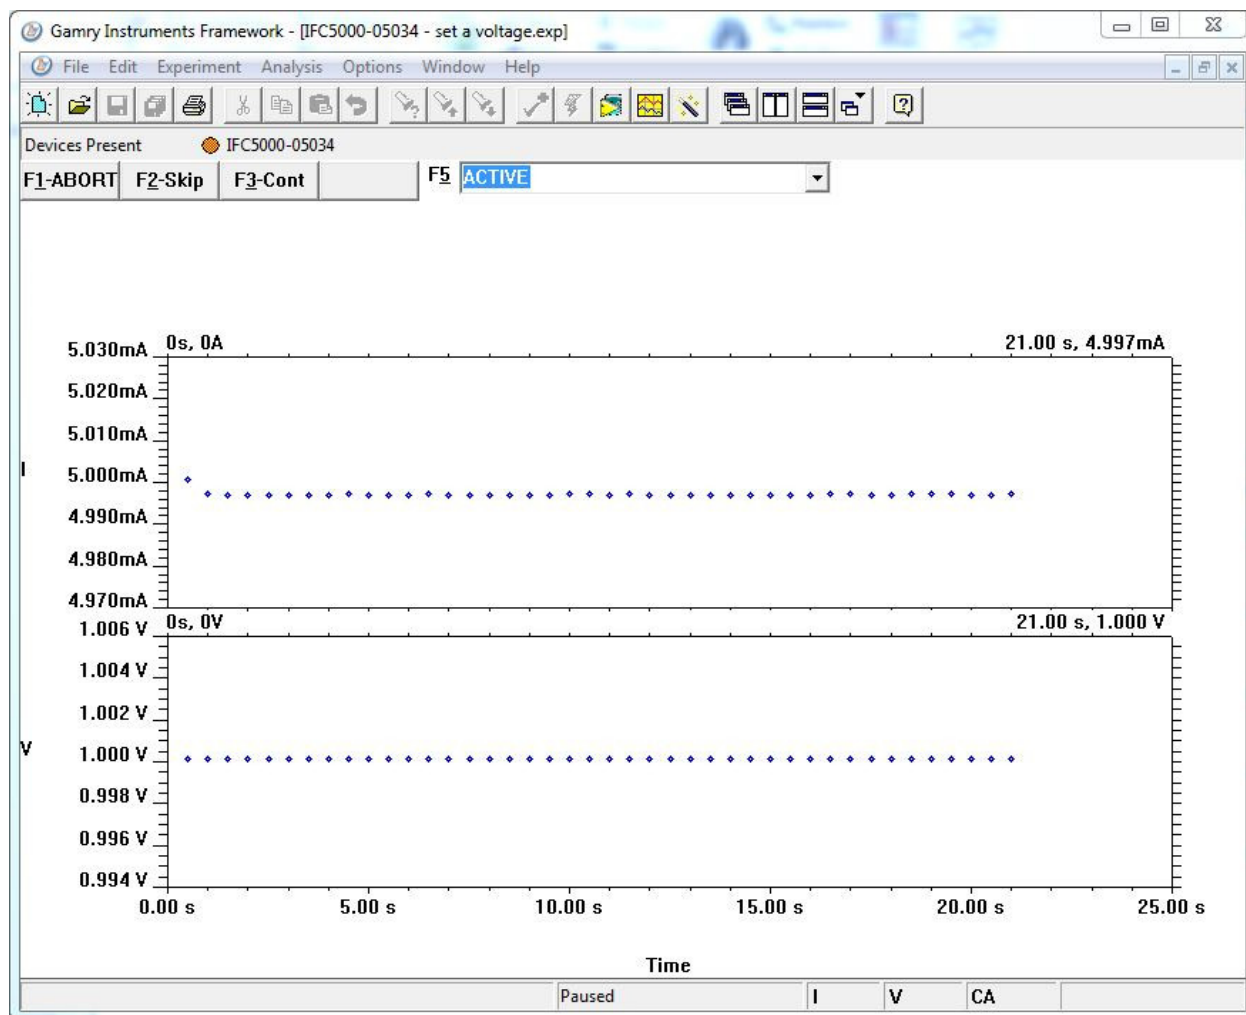 Gamry Instruments Framework - [IFC5000-05034 - set a voltage.exp]
File Edit Experiment Analysis Options Window Help
Devices Present IFC5000-05034
F1-ABORT F2-Skip F3-Cont F5 ACTIVE
0s, 0A 21.00 s, 4.997mA
5.030mA
5.020mA
5.010mA
I
5.000mA
4.990mA
4.980mA
4.970mA
0s, 0V 21.00 s, 1.000 V
1.006 V
1.004 V
1.002 V
V
1.000 V
0.998 V
0.996 V
0.994 V
0.00 s 5.00 s 10.00 s 15.00 s 20.00 s 25.00 s
Time
Paused I V CA